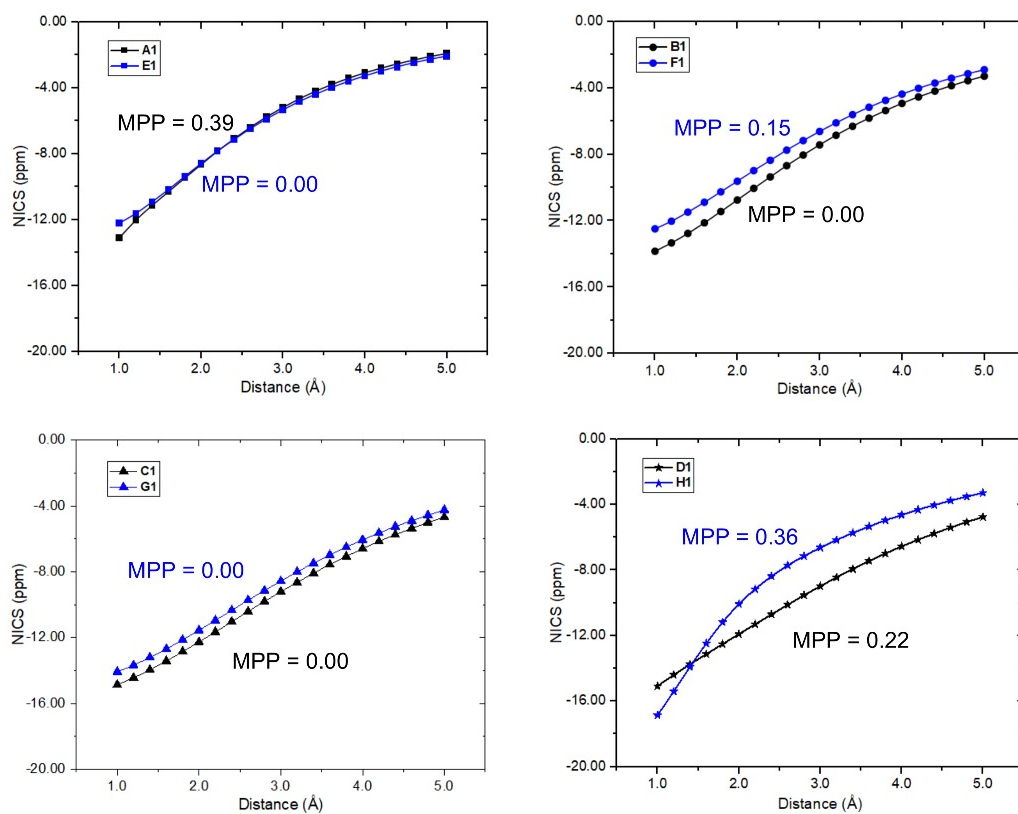 0.00
-4.00
-8.00
-12.00
-16.00
-20.00
NICS (ppm)
A1
E1
MPP = 0.39
MPP = 0.00
1.0 2.0 3.0 4.0 5.0
Distance (Å)
0.00
-4.00
-8.00
-12.00
-16.00
-20.00
NICS (ppm)
B1
F1
MPP = 0.15
MPP = 0.00
1.0 2.0 3.0 4.0 5.0
Distance (Å)
0.00
-4.00
-8.00
-12.00
-16.00
-20.00
NICS (ppm)
C1
G1
MPP = 0.00
MPP = 0.00
1.0 2.0 3.0 4.0 5.0
Distance (Å)
0.00
-4.00
-8.00
-12.00
-16.00
-20.00
NICS (ppm)
D1
H1
MPP = 0.36
MPP = 0.22
1.0 2.0 3.0 4.0 5.0
Distance (Å)